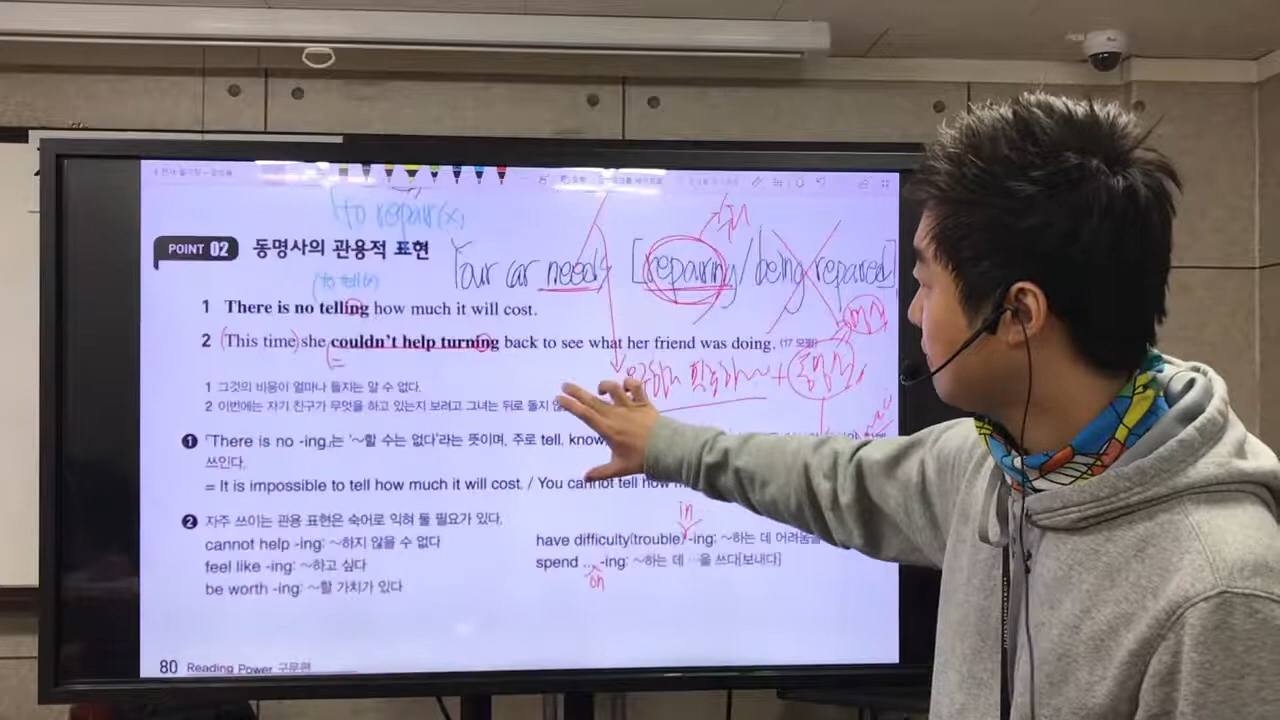 to repair(x)
POINT 02 동명사의 관용적 표현
Your car needs [repairing/being repaired]
(to tell(x)
1 There is no telling how much it will cost.
2 (This time) she couldn't help turning back to see what her friend was doing. (17 모평)
+ 동명사
1 그것의 비용이 얼마나 들지는 알 수 없다.
2 이번에는 자기 친구가 무엇을 하고 있는지 보려고 그녀는 뒤로 돌지 않
❶ 「There is no -ing」는 '~할 수는 없다'라는 뜻이며, 주로 tell, know,
쓰인다.
= It is impossible to tell how much it will cost. / You cannot tell how
❷ 자주 쓰이는 관용 표현은 숙어로 익혀 둘 필요가 있다.
in
cannot help -ing: ~하지 않을 수 없다
have difficulty(trouble) -ing: ~하는 데 어려움을
feel like -ing: ~하고 싶다
spend ... -ing: ~하는 데 …을 쓰다[보내다]
on
be worth -ing: ~할 가치가 있다
80 Reading Power 구문편